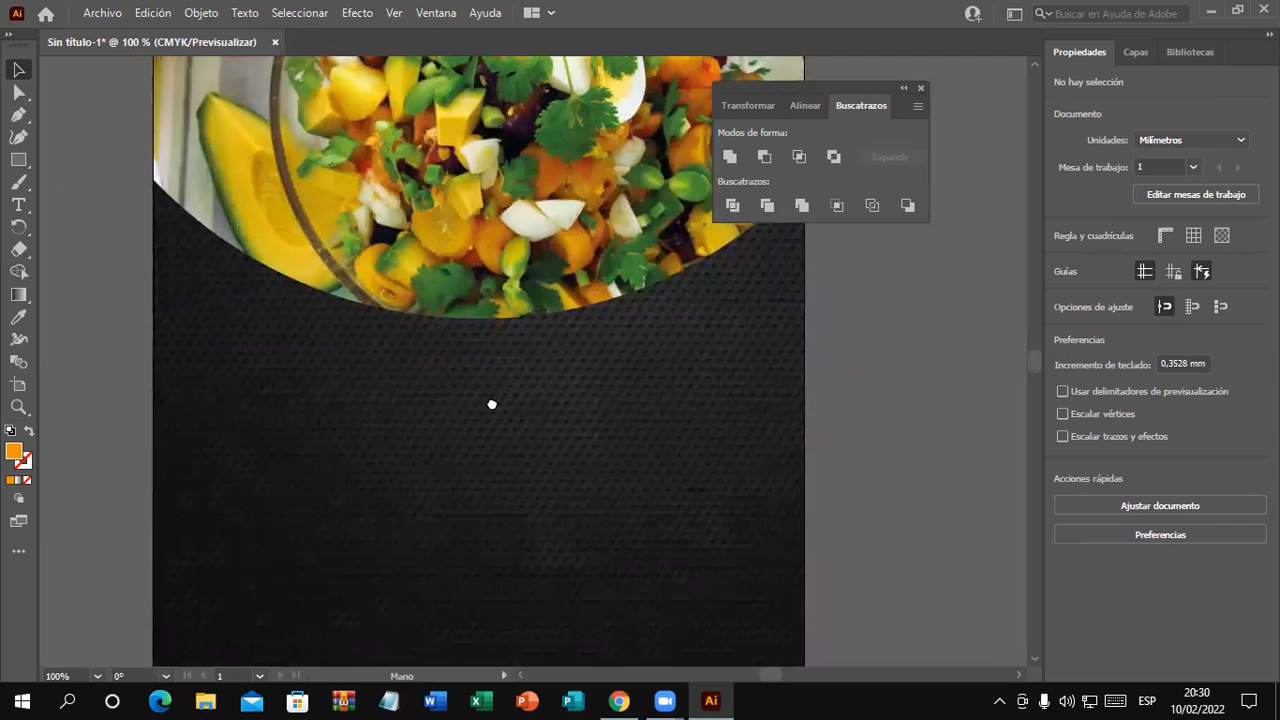 Ai Archivo Edición Objeto Texto Seleccionar Efecto Ver Ventana Ayuda Buscar en Ayuda de Adobe
Sin título-1* @ 100 % (CMYK/Previsualizar)
Propiedades Capas Bibliotecas
No hay selección
Documento
Unidades: Milímetros
Mesa de trabajo: 1
Editar mesas de trabajo
Regla y cuadrículas
Guías
Opciones de ajuste
Preferencias
Incremento de teclado: 0,3528 mm
Usar delimitadores de previsualización
Escalar vértices
Escalar trazos y efectos
Acciones rápidas
Ajustar documento
Preferencias
Transformar Alinear Buscatrazos
Modos de forma:
Expandir
Buscatrazos:
100% 0° 1 Mano
ESP
20:30
10/02/2022